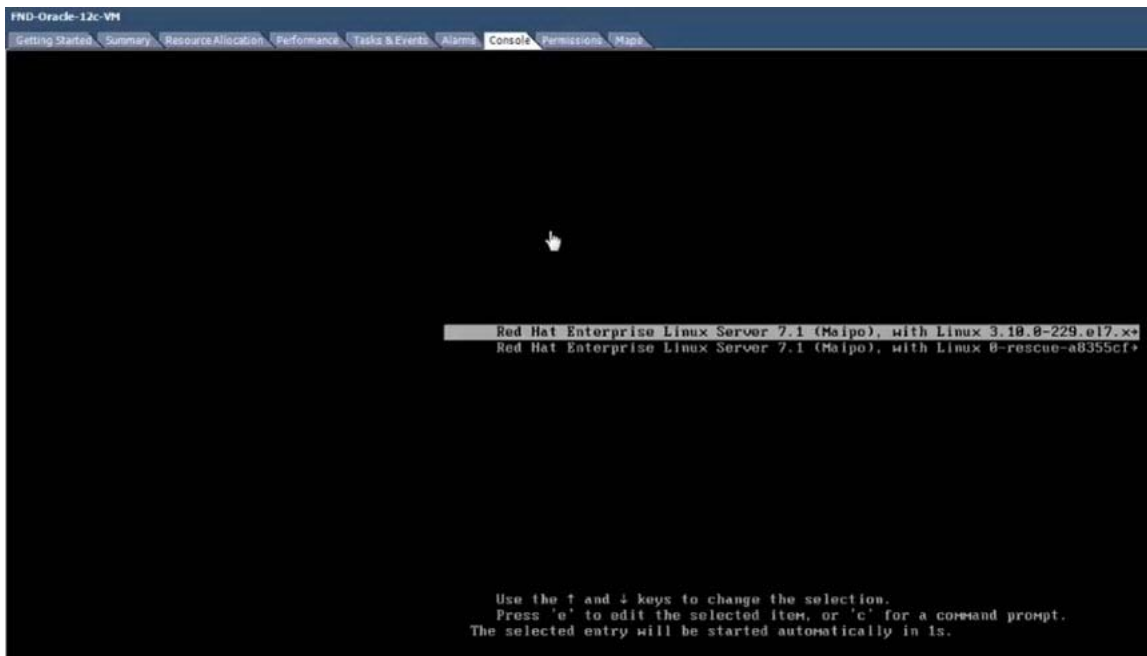 FND-Oracle-12c-VM
Getting Started Summary Resource Allocation Performance Tasks & Events Alarms Console Permissions Maps
Red Hat Enterprise Linux Server 7.1 (Maipo), with Linux 3.10.0-229.el7.x→
Red Hat Enterprise Linux Server 7.1 (Maipo), with Linux 0-rescue-a8355cf→
Use the ↑ and ↓ keys to change the selection.
Press 'e' to edit the selected item, or 'c' for a command prompt.
The selected entry will be started automatically in 1s.